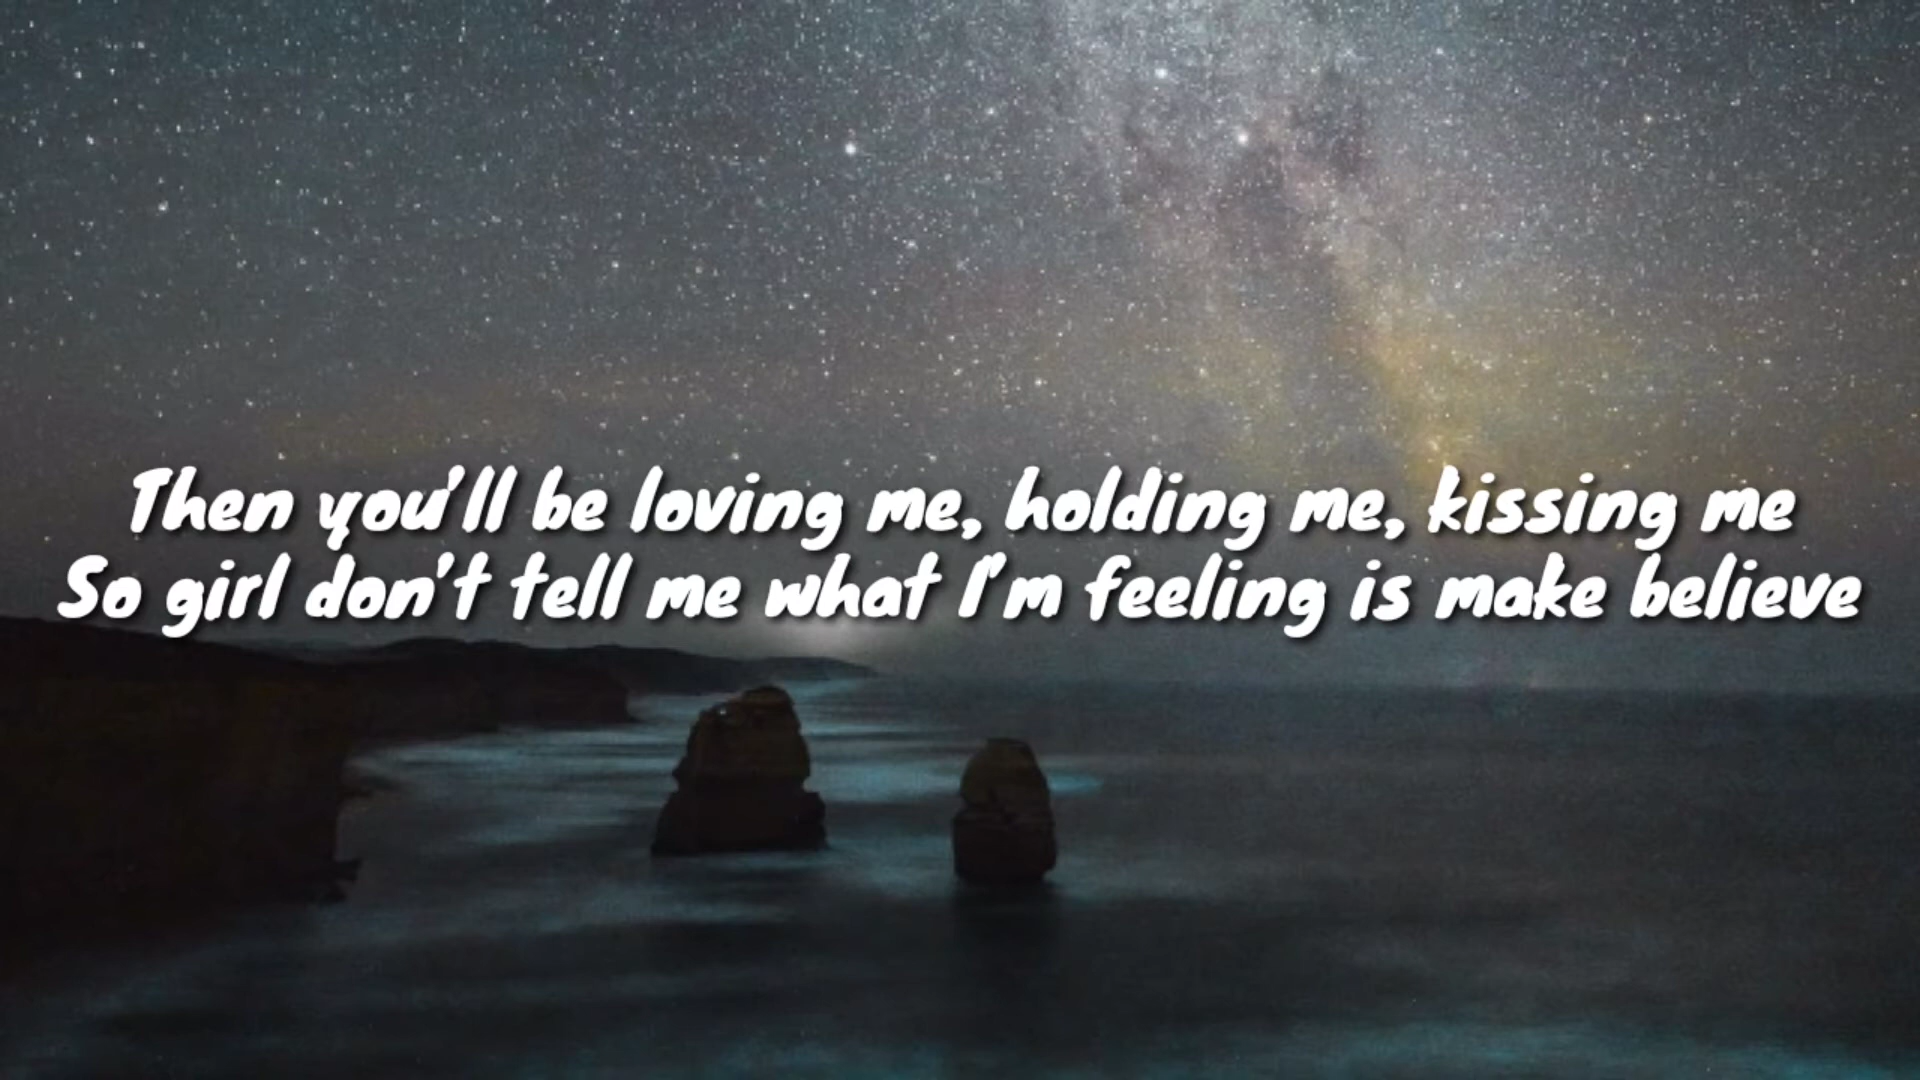 Then you'll be loving me, holding me, kissing me
So girl don't tell me what I'm feeling is make believe